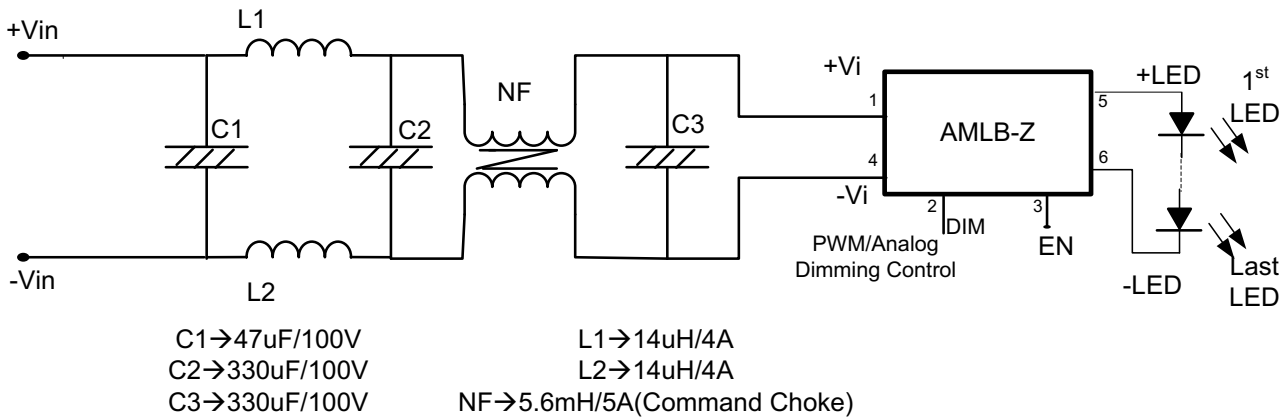 L1
+Vin
NF
C1
C2
C3
+Vi
1
4
-Vi
AMLB-Z
5
6
+LED
1st
LED
2
DIM
3
EN
PWM/Analog
Dimming Control
-LED
Last
LED
-Vin
L2
C1→47uF/100V
C2→330uF/100V
C3→330uF/100V
L1→14uH/4A
L2→14uH/4A
NF→5.6mH/5A(Command Choke)